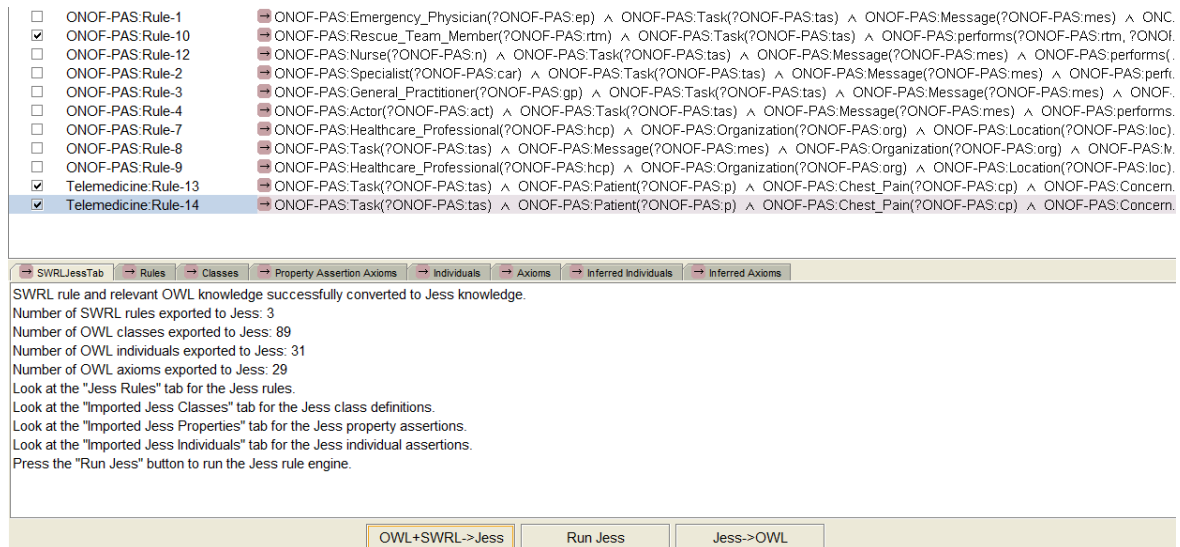 ONOF-PAS:Rule-1 ONOF-PAS:Emergency_Physician(?ONOF-PAS:ep) ∧ ONOF-PAS:Task(?ONOF-PAS:tas) ∧ ONOF-PAS:Message(?ONOF-PAS:mes) ∧ ONC.
ONOF-PAS:Rule-10 ONOF-PAS:Rescue_Team_Member(?ONOF-PAS:rtm) ∧ ONOF-PAS:Task(?ONOF-PAS:tas) ∧ ONOF-PAS:performs(?ONOF-PAS:rtm, ?ONOF.
ONOF-PAS:Rule-12 ONOF-PAS:Nurse(?ONOF-PAS:n) ∧ ONOF-PAS:Task(?ONOF-PAS:tas) ∧ ONOF-PAS:Message(?ONOF-PAS:mes) ∧ ONOF-PAS:performs(.
ONOF-PAS:Rule-2 ONOF-PAS:Specialist(?ONOF-PAS:car) ∧ ONOF-PAS:Task(?ONOF-PAS:tas) ∧ ONOF-PAS:Message(?ONOF-PAS:mes) ∧ ONOF-PAS:perfo.
ONOF-PAS:Rule-3 ONOF-PAS:General_Practitioner(?ONOF-PAS:gp) ∧ ONOF-PAS:Task(?ONOF-PAS:tas) ∧ ONOF-PAS:Message(?ONOF-PAS:mes) ∧ ONOF-.
ONOF-PAS:Rule-4 ONOF-PAS:Actor(?ONOF-PAS:act) ∧ ONOF-PAS:Task(?ONOF-PAS:tas) ∧ ONOF-PAS:Message(?ONOF-PAS:mes) ∧ ONOF-PAS:performs.
ONOF-PAS:Rule-7 ONOF-PAS:Healthcare_Professional(?ONOF-PAS:hcp) ∧ ONOF-PAS:Organization(?ONOF-PAS:org) ∧ ONOF-PAS:Location(?ONOF-PAS:loc).
ONOF-PAS:Rule-8 ONOF-PAS:Task(?ONOF-PAS:tas) ∧ ONOF-PAS:Message(?ONOF-PAS:mes) ∧ ONOF-PAS:Organization(?ONOF-PAS:org) ∧ ONOF-PAS:M.
ONOF-PAS:Rule-9 ONOF-PAS:Healthcare_Professional(?ONOF-PAS:hcp) ∧ ONOF-PAS:Organization(?ONOF-PAS:org) ∧ ONOF-PAS:Location(?ONOF-PAS:loc).
Telemedicine:Rule-13 ONOF-PAS:Task(?ONOF-PAS:tas) ∧ ONOF-PAS:Patient(?ONOF-PAS:p) ∧ ONOF-PAS:Chest_Pain(?ONOF-PAS:cp) ∧ ONOF-PAS:Concern.
Telemedicine:Rule-14 ONOF-PAS:Task(?ONOF-PAS:tas) ∧ ONOF-PAS:Patient(?ONOF-PAS:p) ∧ ONOF-PAS:Chest_Pain(?ONOF-PAS:cp) ∧ ONOF-PAS:Concern.
SWRLJessTab Rules Classes Property Assertion Axioms Individuals Axioms Inferred Individuals Inferred Axioms
SWRL rule and relevant OWL knowledge successfully converted to Jess knowledge.
Number of SWRL rules exported to Jess: 3
Number of OWL classes exported to Jess: 89
Number of OWL individuals exported to Jess: 31
Number of OWL axioms exported to Jess: 29
Look at the "Jess Rules" tab for the Jess rules.
Look at the "Imported Jess Classes" tab for the Jess class definitions.
Look at the "Imported Jess Properties" tab for the Jess property assertions.
Look at the "Imported Jess Individuals" tab for the Jess individual assertions.
Press the "Run Jess" button to run the Jess rule engine.
OWL+SWRL->Jess Run Jess Jess->OWL